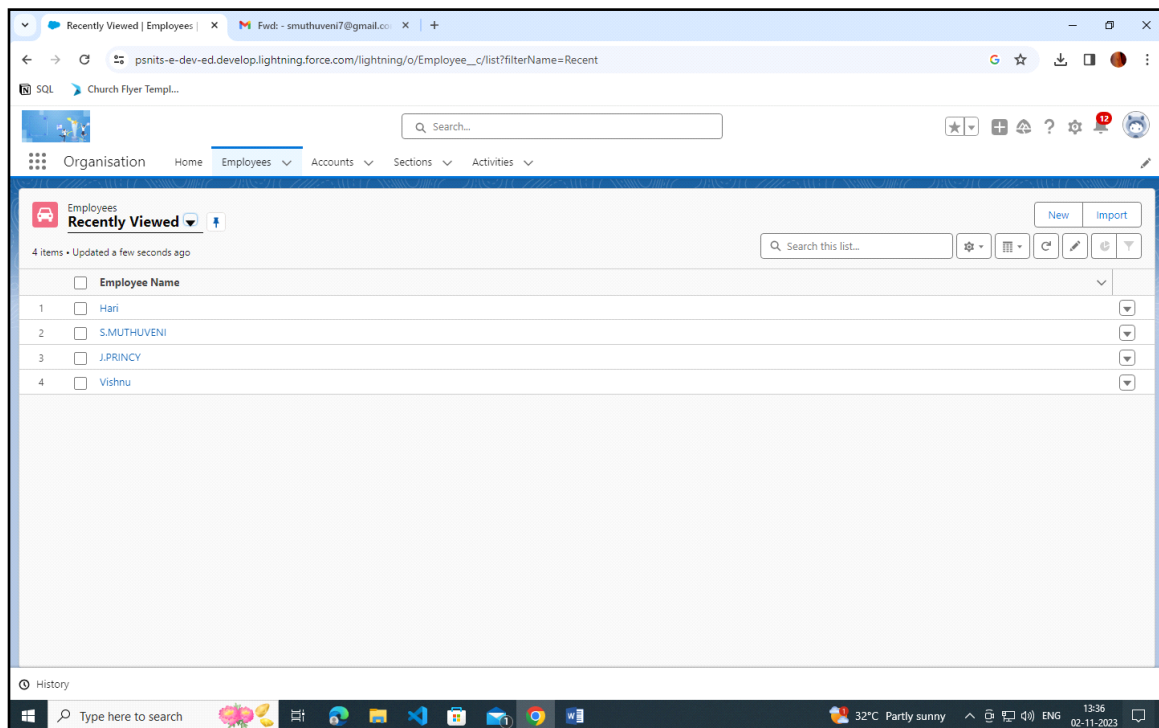 Recently Viewed | Employees |
Fwd: - smuthuveni7@gmail.co
psnits-e-dev-ed.develop.lightning.force.com/lightning/o/Employee__c/list?filterName=Recent
SQL Church Flyer Templ...
Search...
12
Organisation Home Employees Accounts Sections Activities
Employees
Recently Viewed
New Import
4 items • Updated a few seconds ago
Search this list...
Employee Name
1 Hari
2 S.MUTHUVENI
3 J.PRINCY
4 Vishnu
History
Type here to search
1
1
32°C Partly sunny
ENG
13:36
02-11-2023